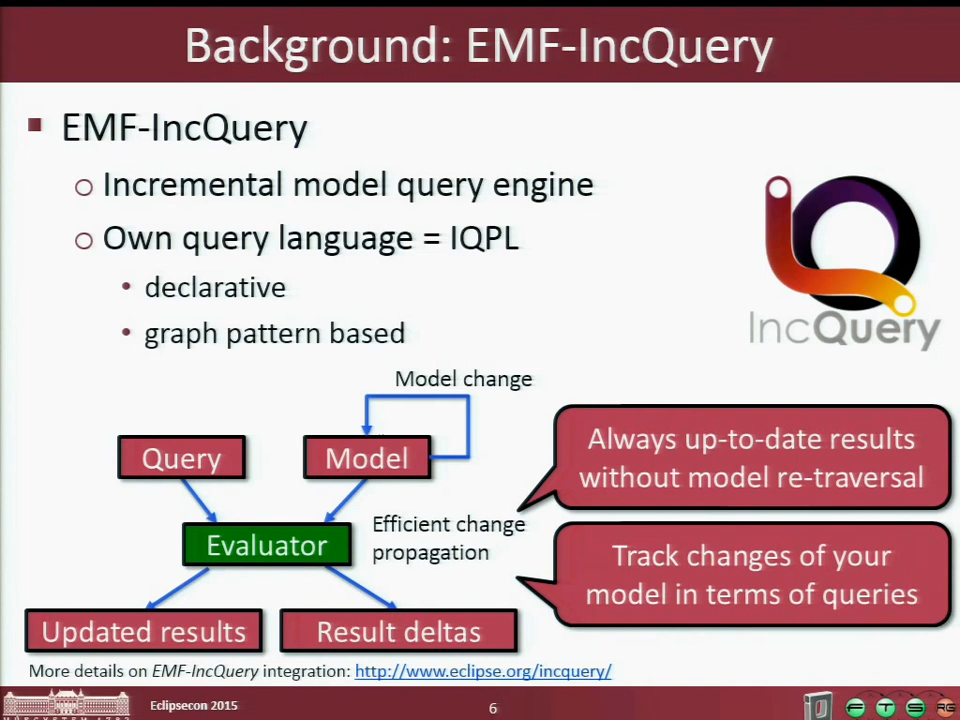 Background: EMF-IncQuery
EMF-IncQuery
Incremental model query engine
Own query language = IQPL
declarative
graph pattern based
IncQuery
Model change
Query
Model
Always up-to-date results
without model re-traversal
Evaluator
Efficient change
propagation
Track changes of your
model in terms of queries
Updated results
Result deltas
More details on EMF-IncQuery integration: http://www.eclipse.org/incquery/
MŰEGYETEM 1782
Eclipsecon 2015
6
F T S RG